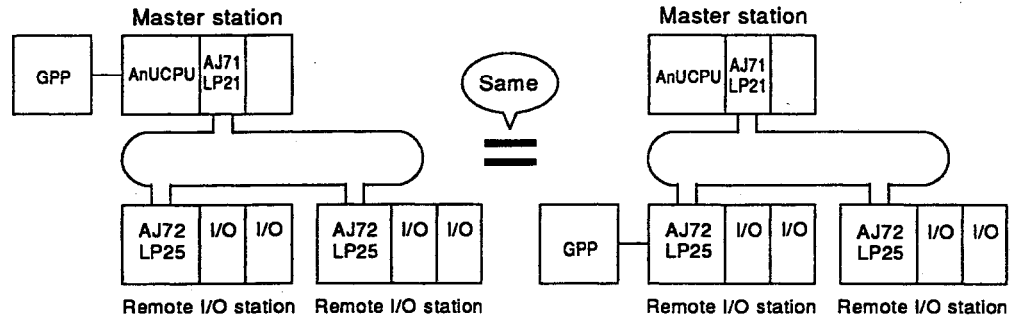 Master station
GPP
AnUCPU
AJ71
LP21
AJ72
LP25
I/O
I/O
AJ72
LP25
I/O
I/O
Remote I/O station
Remote I/O station
Same
Master station
AnUCPU
AJ71
LP21
GPP
AJ72
LP25
I/O
I/O
AJ72
LP25
I/O
I/O
Remote I/O station
Remote I/O station